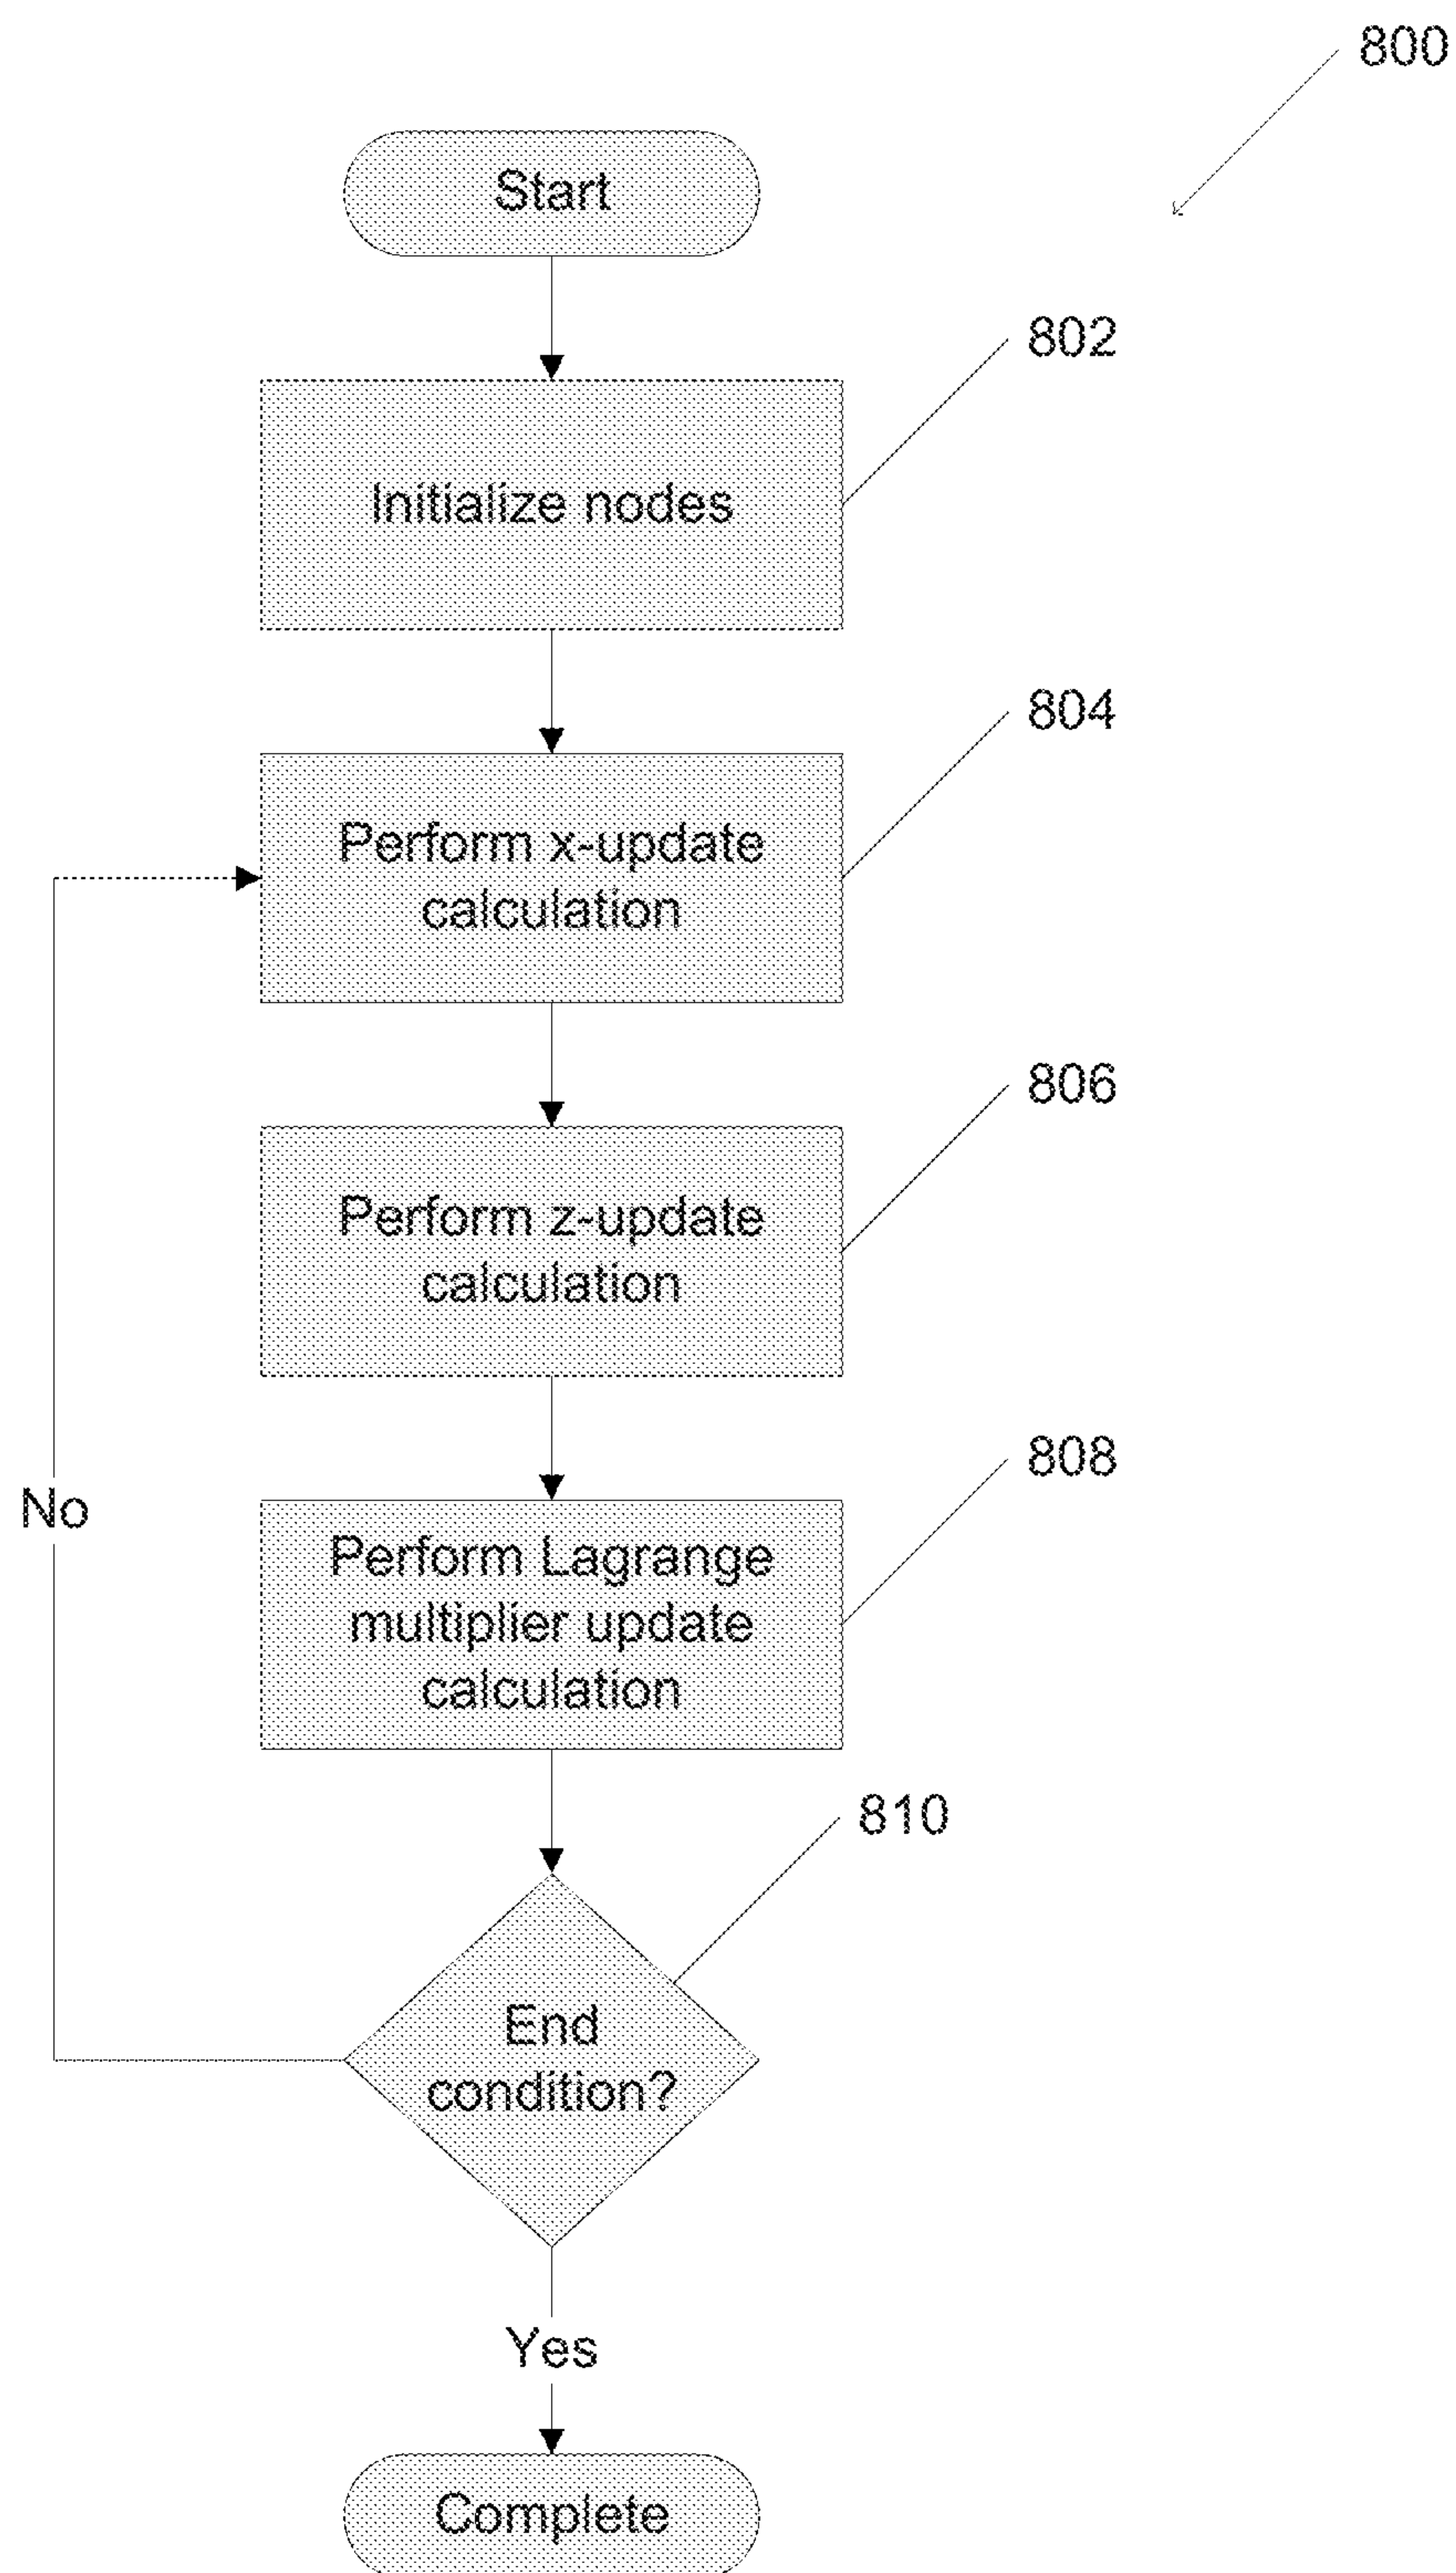 800
Start
802
Initialize nodes
804
Perform x-update
calculation
806
Perform z-update
calculation
808
No
Perform Lagrange
multiplier update
calculation
810
End
condition?
Yes
Complete